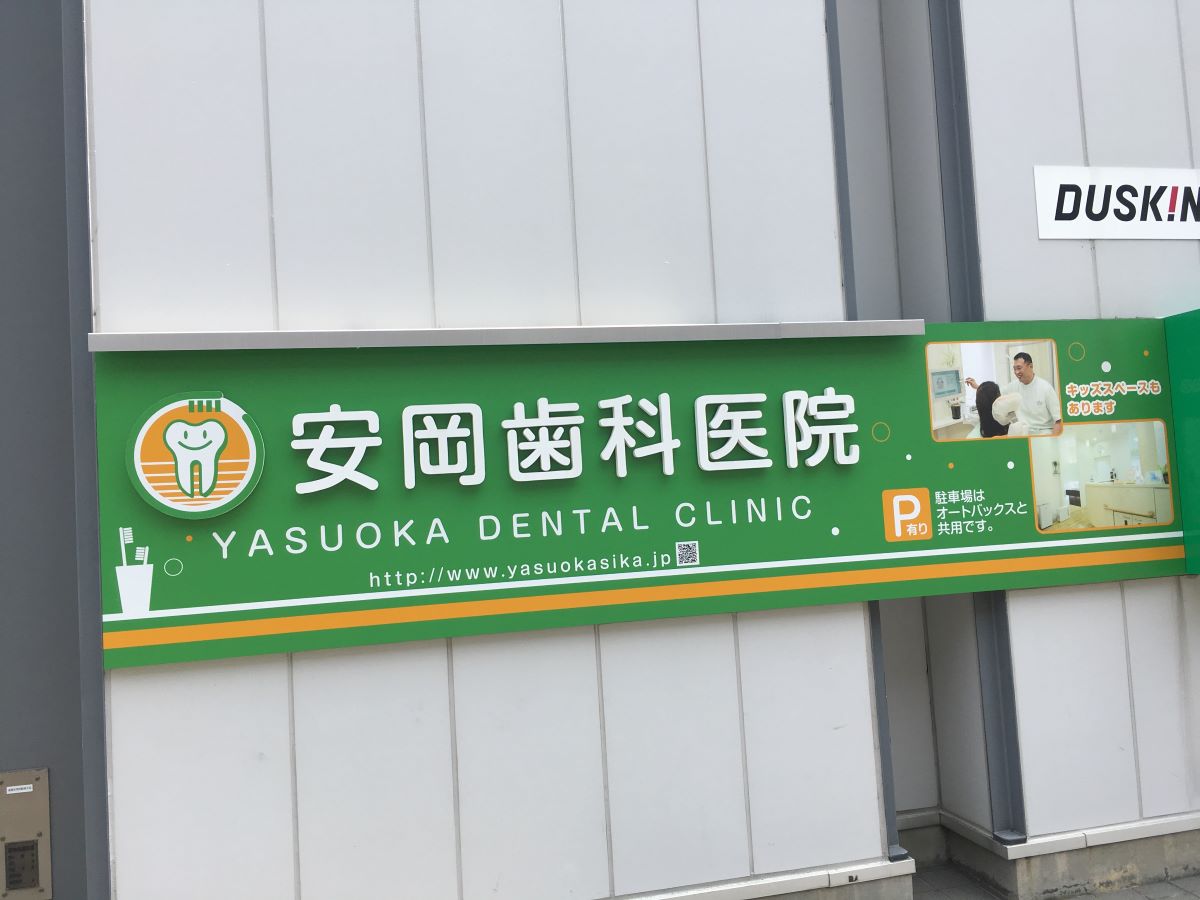 DUSKIN
安岡歯科医院
YASUOKA DENTAL CLINIC
http://www.yasuokasika.jp
キッズスペースも
あります
P
有り
駐車場は
オートバックスと
共用です。